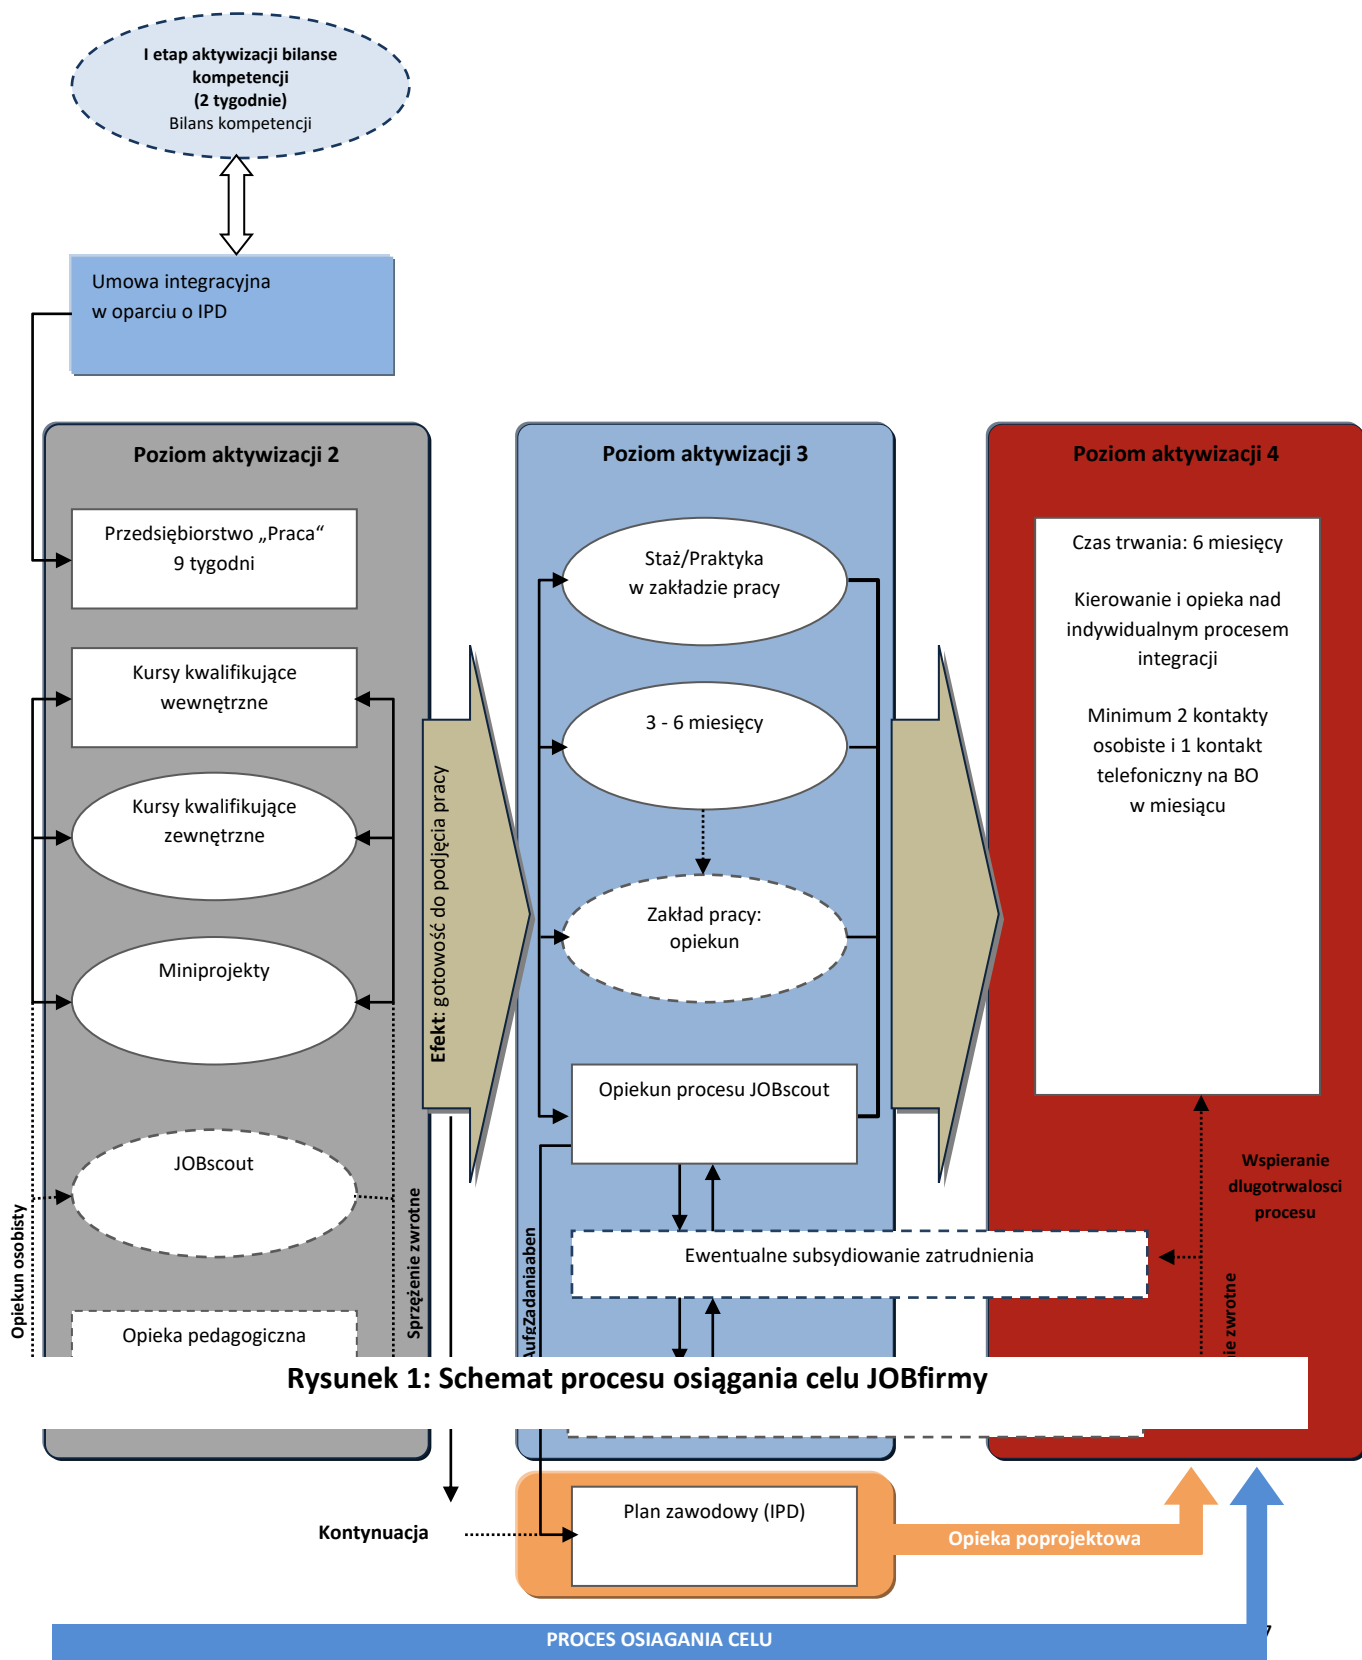 I etap aktywizacji bilanse
kompetencji
(2 tygodnie)
Bilans kompetencji
Umowa integracyjna
w oparciu o IPD
Poziom aktywizacji 2
Przedsiębiorstwo „Praca“
9 tygodni
Kursy kwalifikujące
wewnętrzne
Kursy kwalifikujące
zewnętrzne
Miniprojekty
JOBscout
Opieka pedagogiczna
Opiekun osobisty
Sprzężenie zwrotne
Efekt: gotowość do podjęcia pracy
Poziom aktywizacji 3
Staż/Praktyka
w zakładzie pracy
3 - 6 miesięcy
Zakład pracy:
opiekun
Opiekun procesu JOBscout
Ewentualne subsydiowanie zatrudnienia
AufgZadaniaaben
Poziom aktywizacji 4
Czas trwania: 6 miesięcy
Kierowanie i opieka nad
indywidualnym procesem
integracji
Minimum 2 kontakty
osobiste i 1 kontakt
telefoniczny na BO
w miesiącu
Wspieranie
dlugotrwalosci
procesu
nie zwrotne
Rysunek 1: Schemat procesu osiągania celu JOBfirmy
Kontynuacja
Plan zawodowy (IPD)
Opieka poprojektowa
PROCES OSIAGANIA CELU